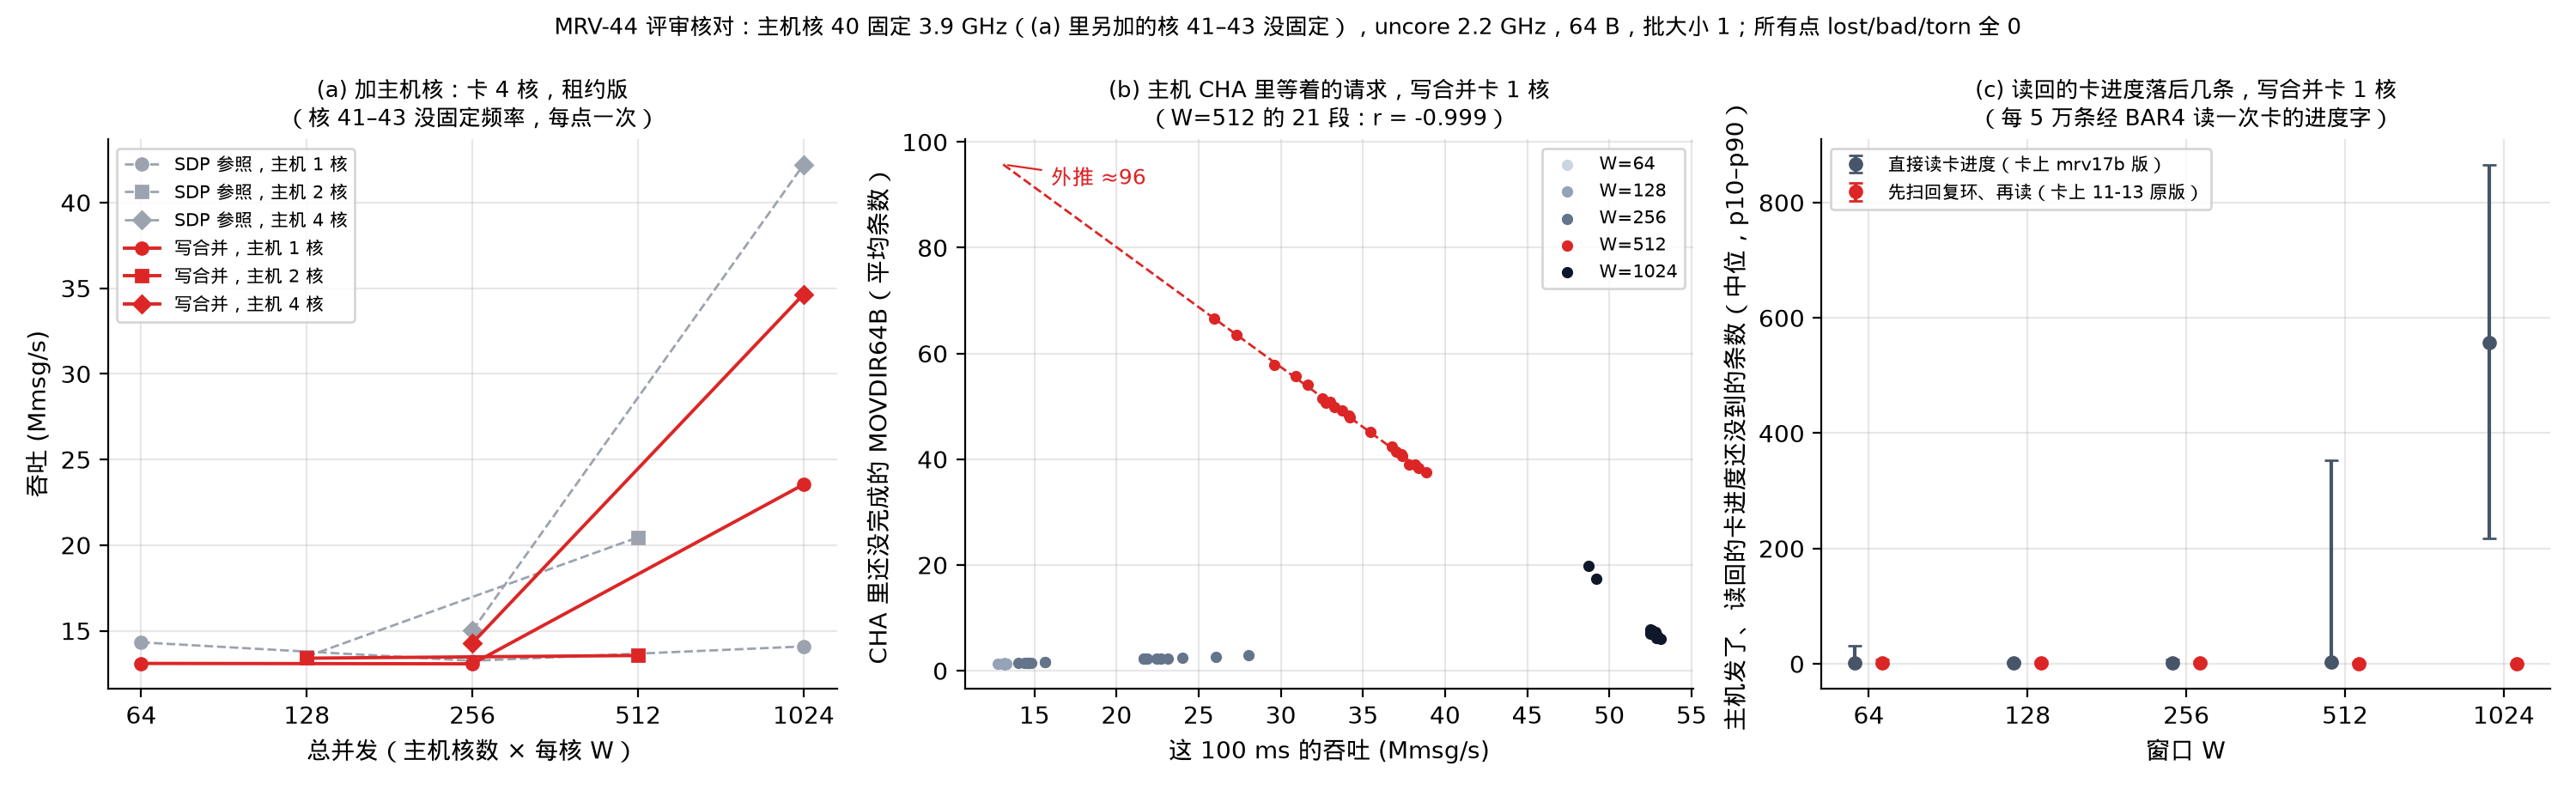 MRV-44 评审核对：主机核 40 固定 3.9 GHz（(a) 里另加的核 41–43 没固定），uncore 2.2 GHz，64 B，批大小 1；所有点 lost/bad/torn 全 0
(a) 加主机核：卡 4 核，租约版
（核 41–43 没固定频率，每点一次）
SDP 参照，主机 1 核
SDP 参照，主机 2 核
SDP 参照，主机 4 核
写合并，主机 1 核
写合并，主机 2 核
写合并，主机 4 核
吞吐 (Mmsg/s)
40
35
30
25
20
15
64
128
256
512
1024
总并发（主机核数 × 每核 W）
(b) 主机 CHA 里等着的请求，写合并卡 1 核
（W=512 的 21 段：r = -0.999）
外推 ≈96
W=64
W=128
W=256
W=512
W=1024
CHA 里还没完成的 MOVDIR64B（平均条数）
100
80
60
40
20
0
15
20
25
30
35
40
45
50
55
这 100 ms 的吞吐 (Mmsg/s)
(c) 读回的卡进度落后几条，写合并卡 1 核
（每 5 万条经 BAR4 读一次卡的进度字）
直接读卡进度（卡上 mrv17b 版）
先扫回复环、再读（卡上 11-13 原版）
主机发了、读回的卡进度还没到的条数（中位，p10–p90）
800
600
400
200
0
64
128
256
512
1024
窗口 W